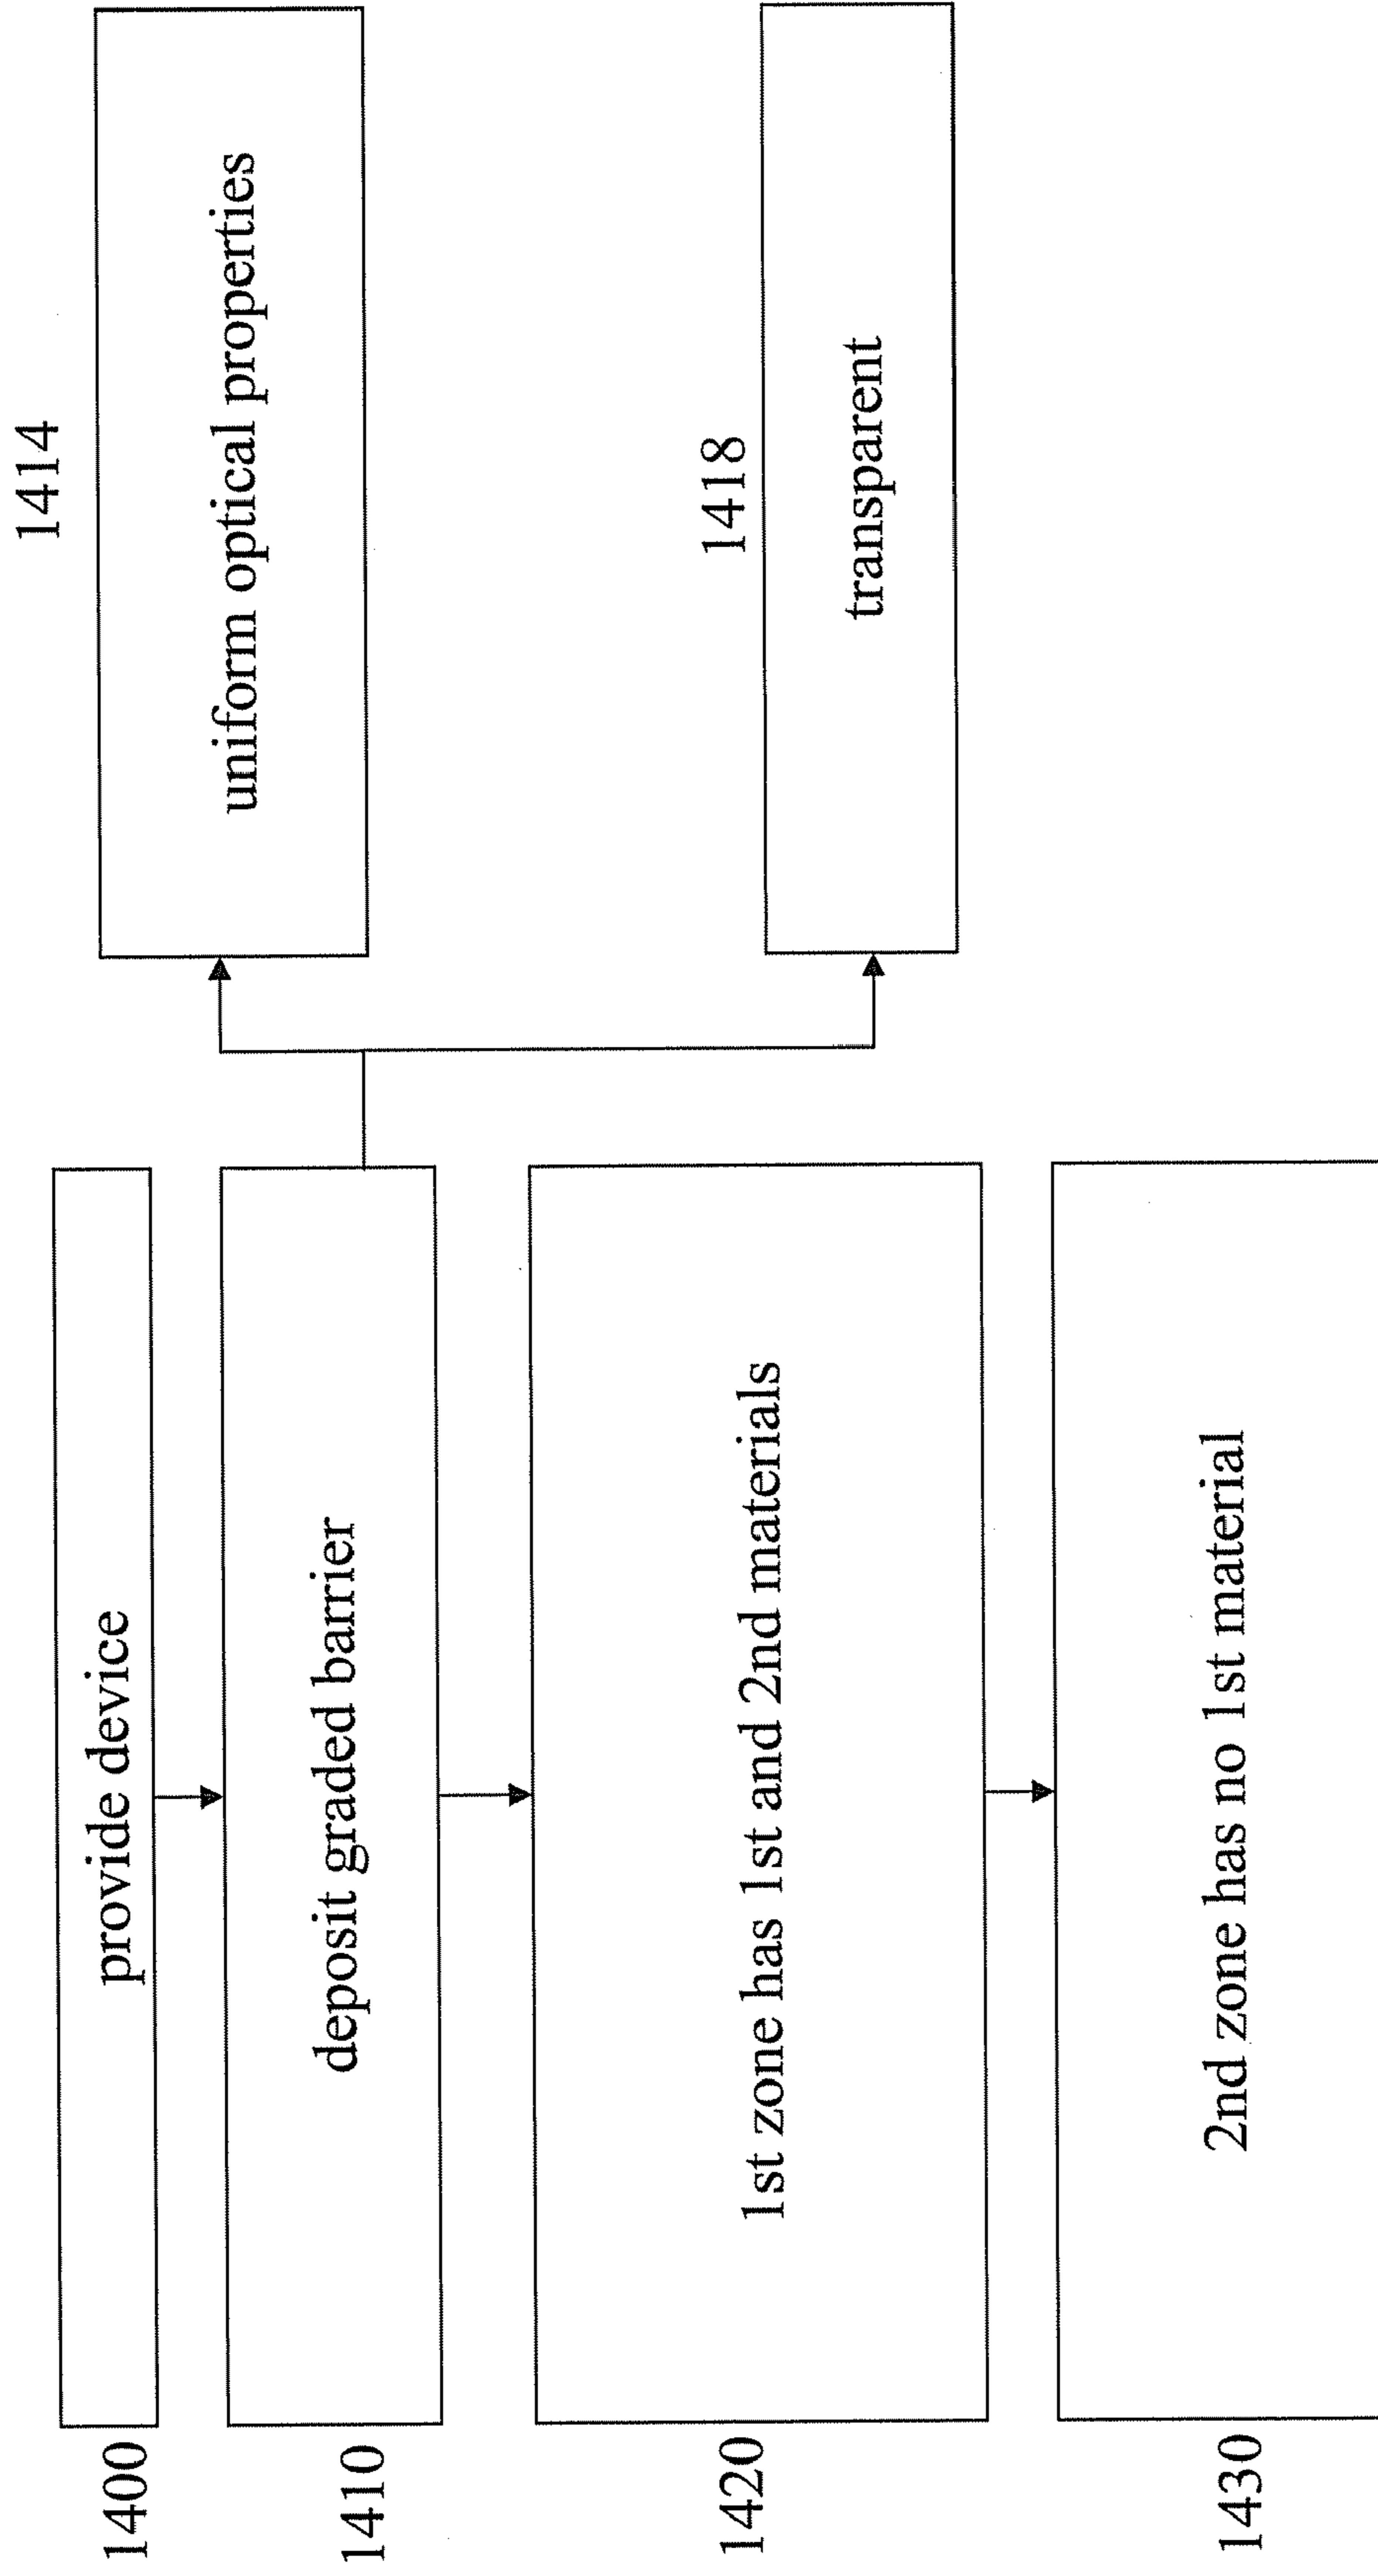 1400
provide device
1410
deposit graded barrier
1414
uniform optical properties
1418
transparent
1420
1st zone has 1st and 2nd materials
1430
2nd zone has no 1st material